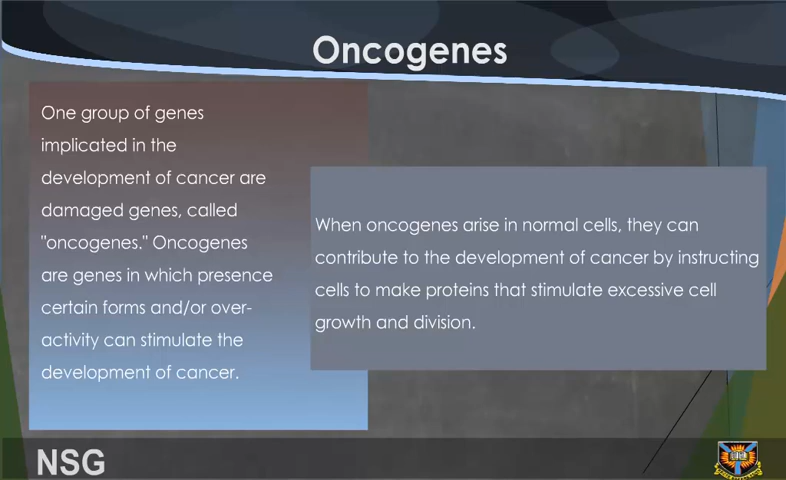 Oncogenes
One group of genes
implicated in the
development of cancer are
damaged genes, called
"oncogenes." Oncogenes
are genes in which presence
certain forms and/or over-
activity can stimulate the
development of cancer.
When oncogenes arise in normal cells, they can
contribute to the development of cancer by instructing
cells to make proteins that stimulate excessive cell
growth and division.
NSG